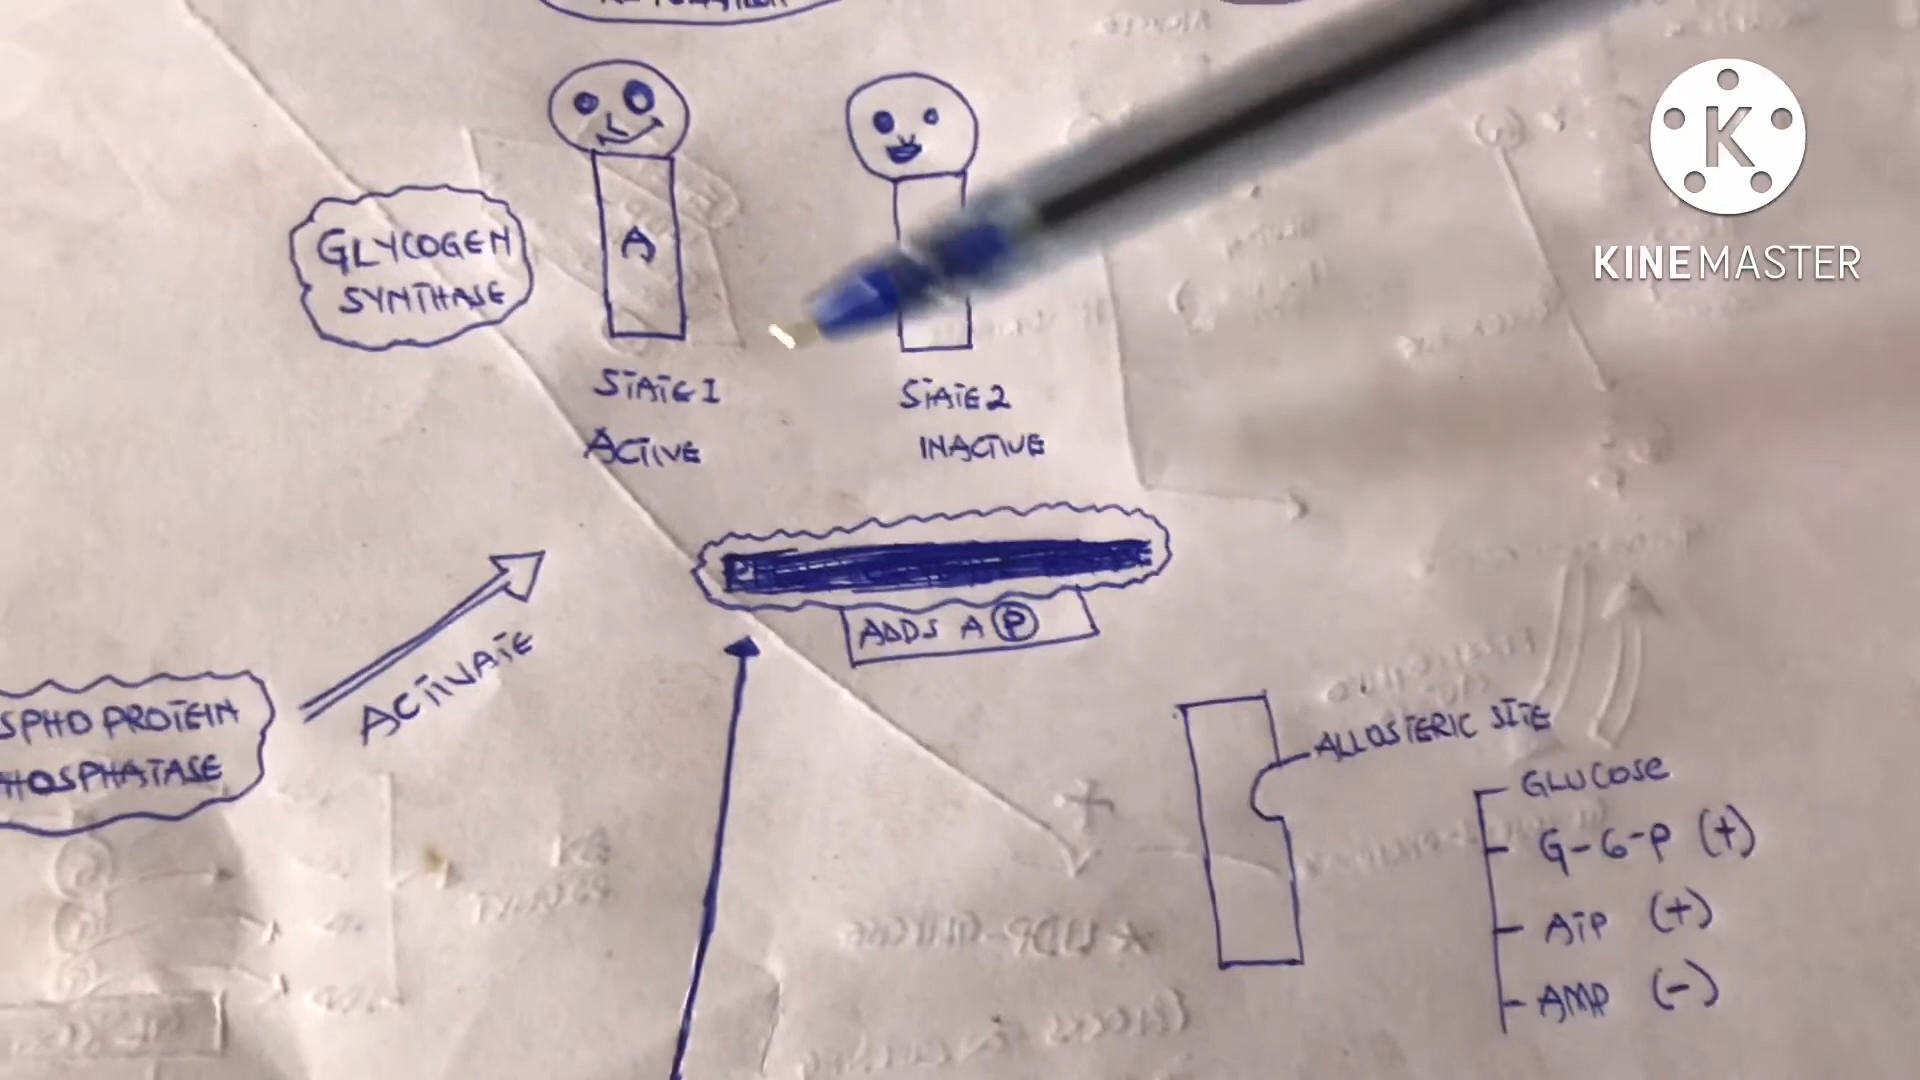 GLYCOGEN
SYNTHASE
A
STATE 1
ACTIVE
STATE 2
INACTIVE
ADDS A P
ACTIVATE
SPHO PROTEIN
HOSPHATASE
ALLOSTERIC SITE
GLUCOSE
G-6-P (+)
ATP (+)
AMP (-)
K
KINEMASTER